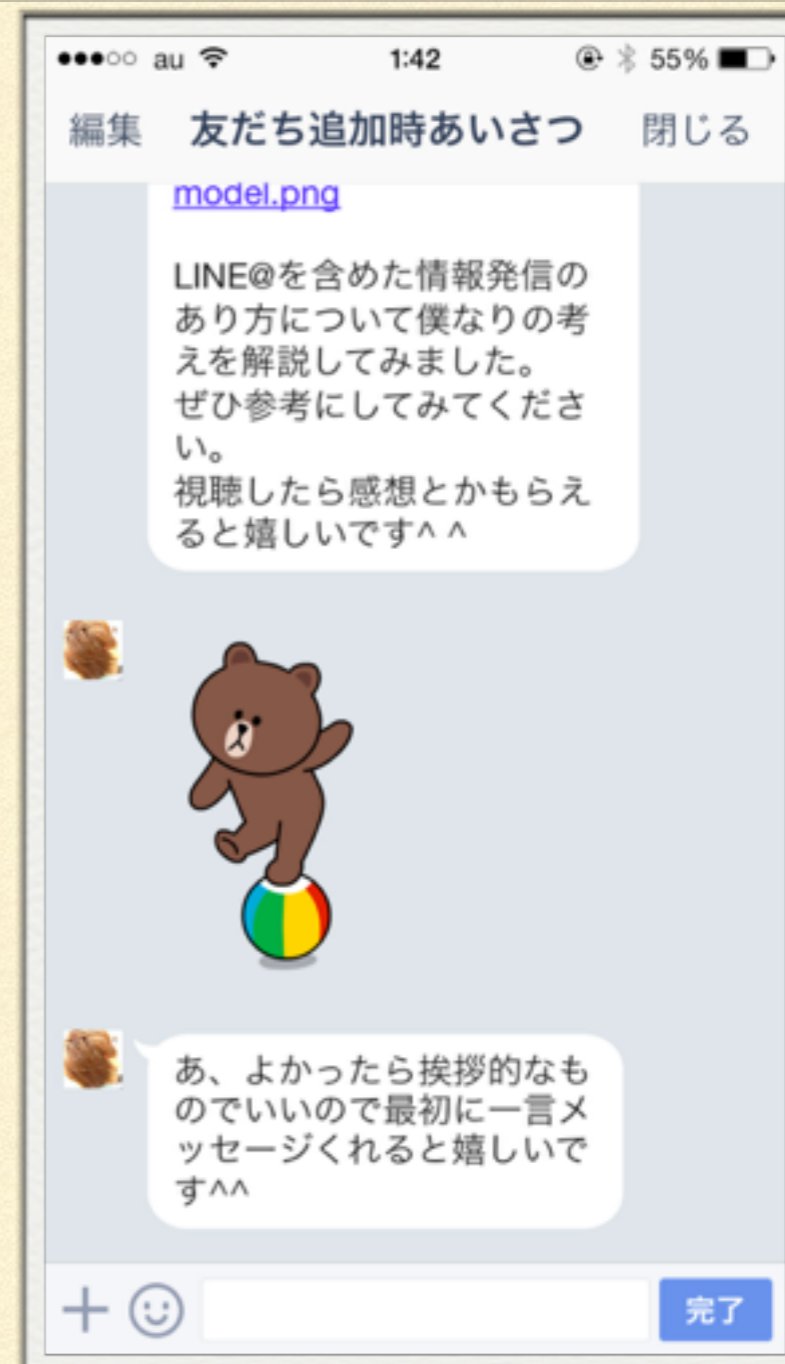 au 1:42 55%
編集 友だち追加時あいさつ 閉じる
model.png
LINE@を含めた情報発信の
あり方について僕なりの考
えを解説してみました。
ぜひ参考にしてみてくださ
い。
視聴したら感想とかもらえ
ると嬉しいです^ ^
あ、よかったら挨拶的なも
のでいいので最初に一言メ
ッセージくれると嬉しいで
す^^
完了